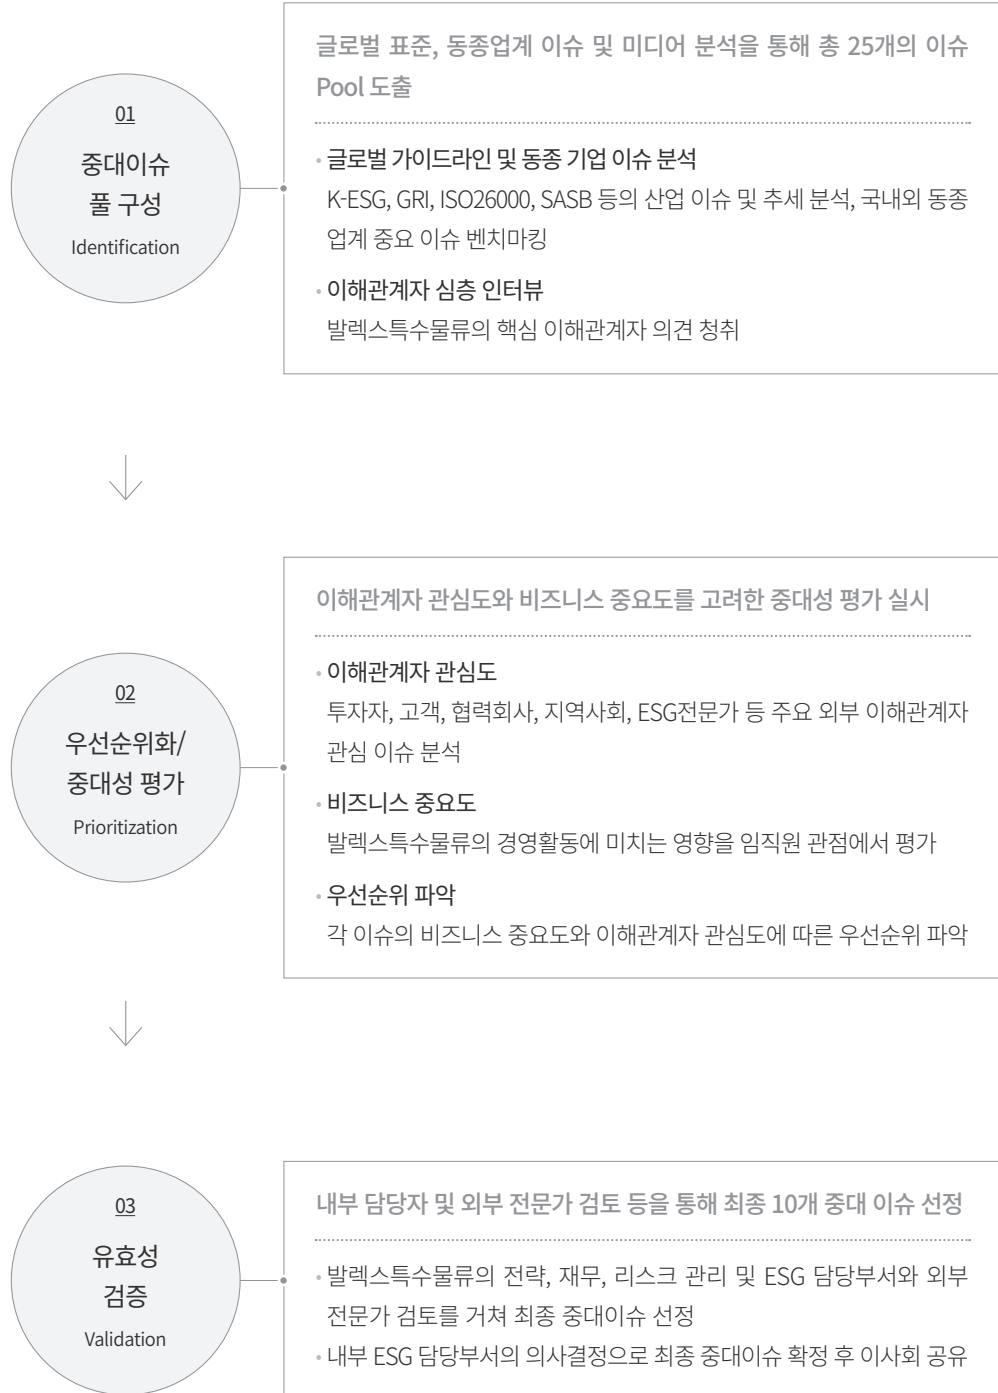 01
중대이슈
풀 구성
Identification
글로벌 표준, 동종업계 이슈 및 미디어 분석을 통해 총 25개의 이슈
Pool 도출
• 글로벌 가이드라인 및 동종 기업 이슈 분석
K-ESG, GRI, ISO26000, SASB 등의 산업 이슈 및 추세 분석, 국내외 동종
업계 중요 이슈 벤치마킹
• 이해관계자 심층 인터뷰
발렉스특수물류의 핵심 이해관계자 의견 청취
02
우선순위화/
중대성 평가
Prioritization
이해관계자 관심도와 비즈니스 중요도를 고려한 중대성 평가 실시
• 이해관계자 관심도
투자자, 고객, 협력회사, 지역사회, ESG전문가 등 주요 외부 이해관계자
관심 이슈 분석
• 비즈니스 중요도
발렉스특수물류의 경영활동에 미치는 영향을 임직원 관점에서 평가
• 우선순위 파악
각 이슈의 비즈니스 중요도와 이해관계자 관심도에 따른 우선순위 파악
03
유효성
검증
Validation
내부 담당자 및 외부 전문가 검토 등을 통해 최종 10개 중대 이슈 선정
• 발렉스특수물류의 전략, 재무, 리스크 관리 및 ESG 담당부서와 외부
전문가 검토를 거쳐 최종 중대이슈 선정
• 내부 ESG 담당부서의 의사결정으로 최종 중대이슈 확정 후 이사회 공유